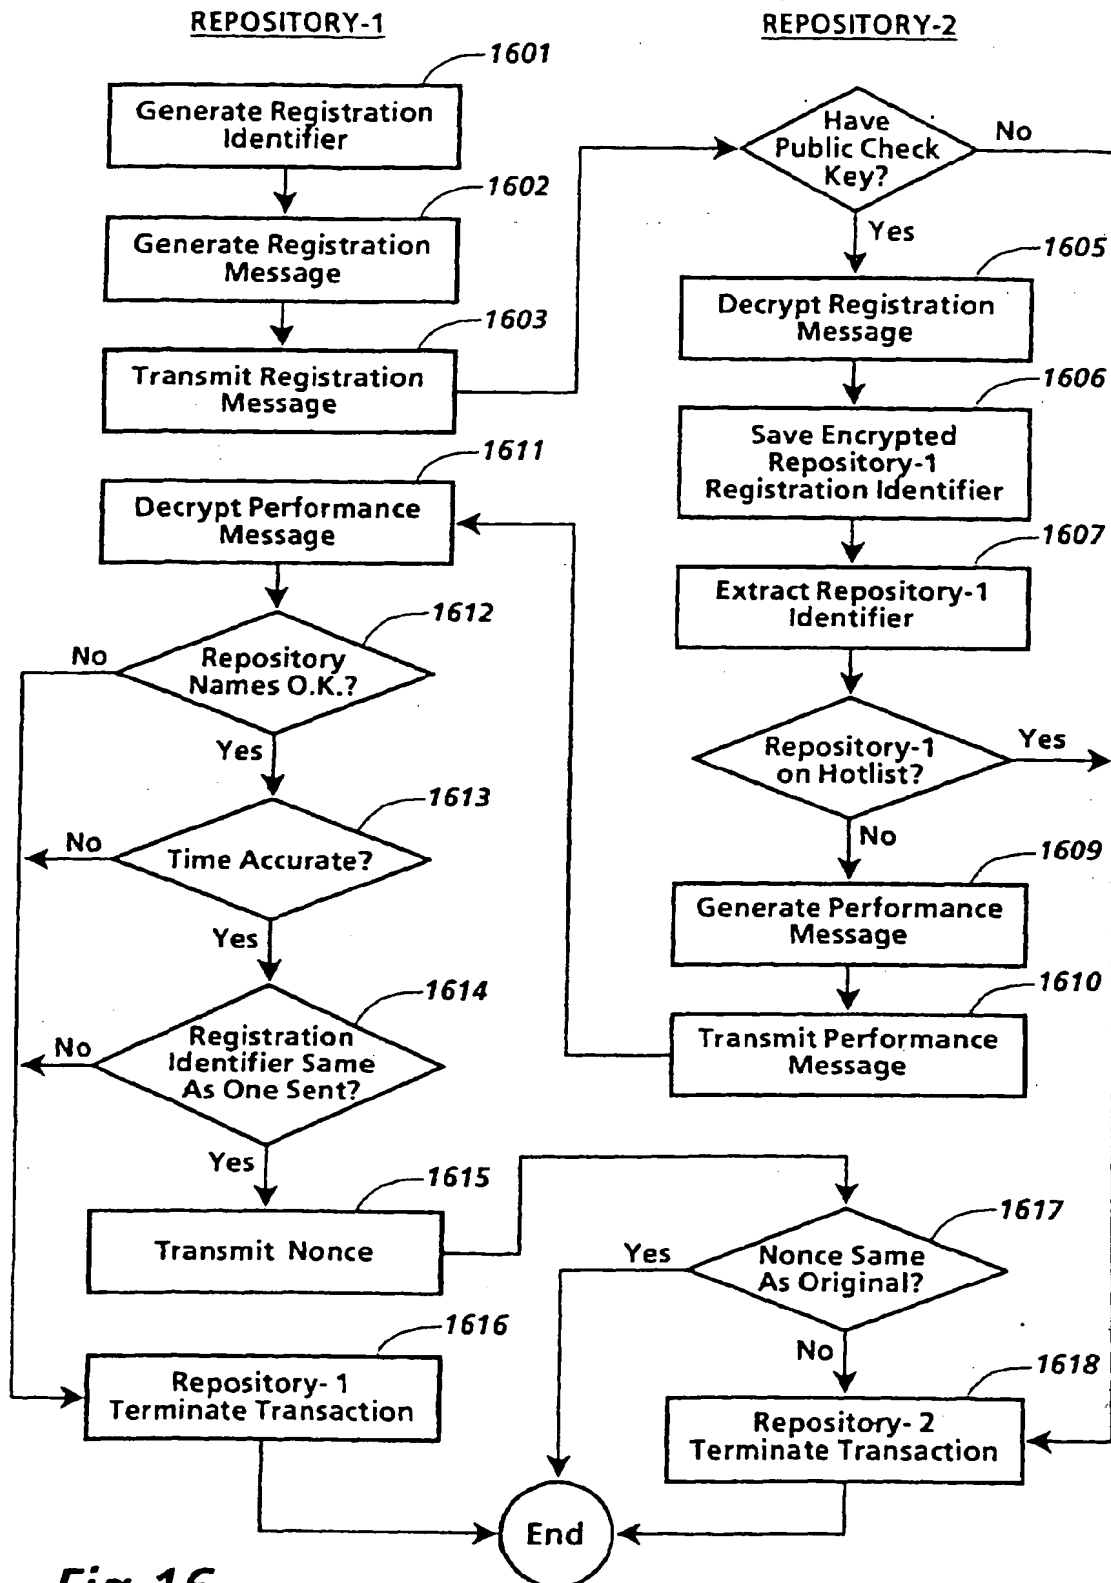 REPOSITORY-1
1601
Generate Registration
Identifier
1602
Generate Registration
Message
1603
Transmit Registration
Message
1611
Decrypt Performance
Message
1612
Repository
Names O.K.?
No
Yes
1613
Time Accurate?
No
Yes
1614
Registration
Identifier Same
As One Sent?
No
Yes
1615
Transmit Nonce
1616
Repository- 1
Terminate Transaction
REPOSITORY-2
Have
Public Check
Key?
No
Yes
1605
Decrypt Registration
Message
1606
Save Encrypted
Repository-1
Registration Identifier
1607
Extract Repository-1
Identifier
Repository-1
on Hotlist?
Yes
No
1609
Generate Performance
Message
1610
Transmit Performance
Message
1617
Nonce Same
As Original?
Yes
No
1618
Repository- 2
Terminate Transaction
End
Fig. 16